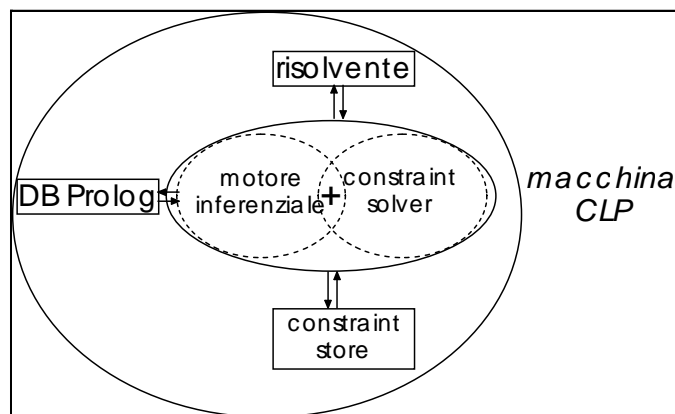 risolvente
motore
inferenziale
+
constraint
solver
DB Prolog
macchina
CLP
constraint
store